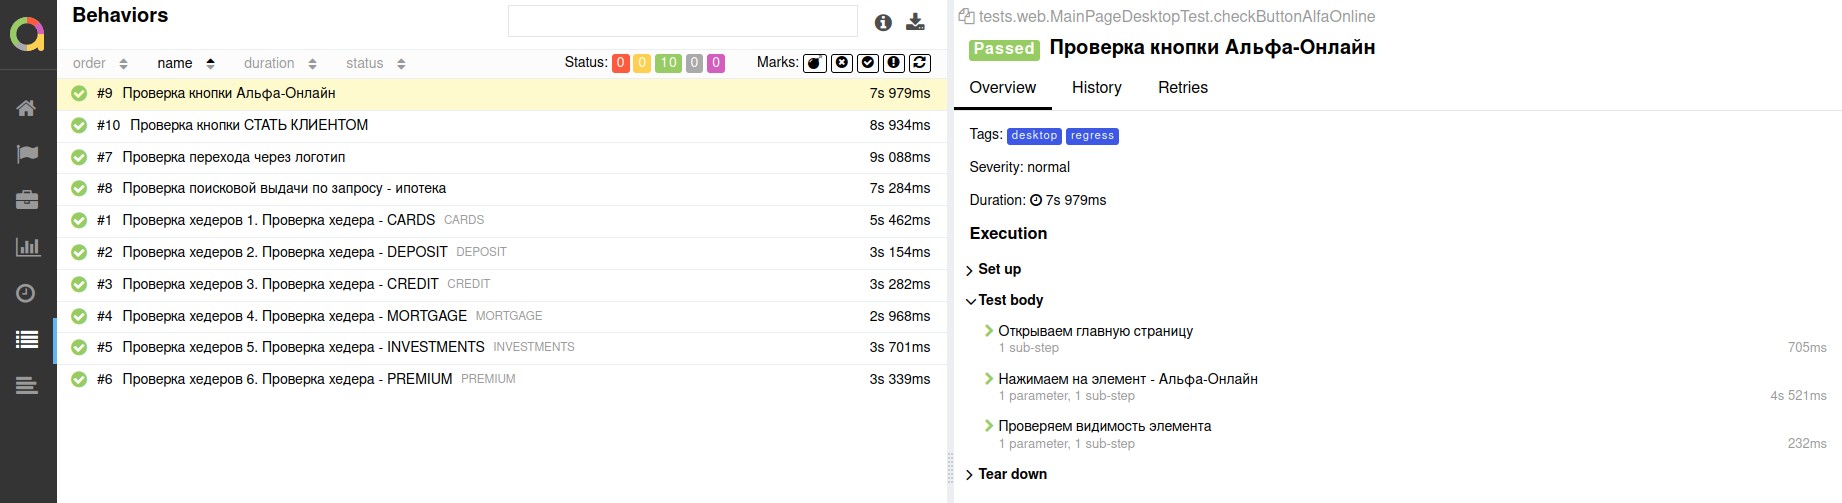 Behaviors
order name duration status Status: 0 0 10 0 0 Marks:
#9 Проверка кнопки Альфа-Онлайн 7s 979ms
#10 Проверка кнопки СТАТЬ КЛИЕНТОМ 8s 934ms
#7 Проверка перехода через логотип 9s 088ms
#8 Проверка поисковой выдачи по запросу - ипотека 7s 284ms
#1 Проверка хедеров 1. Проверка хедера - CARDS CARDS 5s 462ms
#2 Проверка хедеров 2. Проверка хедера - DEPOSIT DEPOSIT 3s 154ms
#3 Проверка хедеров 3. Проверка хедера - CREDIT CREDIT 3s 282ms
#4 Проверка хедеров 4. Проверка хедера - MORTGAGE MORTGAGE 2s 968ms
#5 Проверка хедеров 5. Проверка хедера - INVESTMENTS INVESTMENTS 3s 701ms
#6 Проверка хедеров 6. Проверка хедера - PREMIUM PREMIUM 3s 339ms
tests.web.MainPageDesktopTest.checkButtonAlfaOnline
Passed Проверка кнопки Альфа-Онлайн
Overview History Retries
Tags: desktop regress
Severity: normal
Duration: 7s 979ms
Execution
Set up
Test body
Открываем главную страницу
1 sub-step 705ms
Нажимаем на элемент - Альфа-Онлайн
1 parameter, 1 sub-step 4s 521ms
Проверяем видимость элемента
1 parameter, 1 sub-step 232ms
Tear down